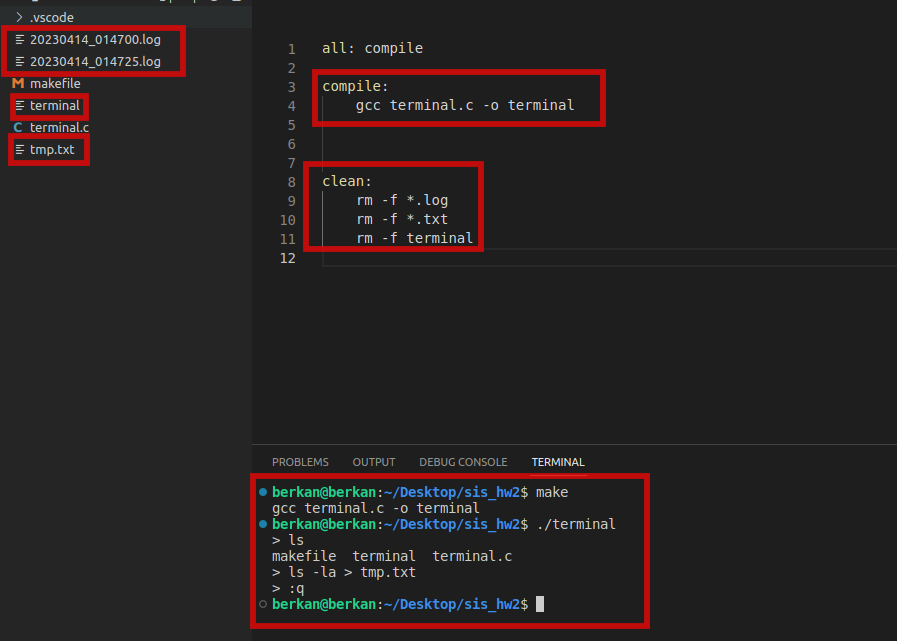 .vscode
20230414_014700.log
20230414_014725.log
M makefile
terminal
C terminal.c
tmp.txt
1 all: compile
2
3 compile:
4 gcc terminal.c -o terminal
5
6
7
8 clean:
9 rm -f *.log
10 rm -f *.txt
11 rm -f terminal
12
PROBLEMS OUTPUT DEBUG CONSOLE TERMINAL
berkan@berkan:~/Desktop/sis_hw2$ make
gcc terminal.c -o terminal
berkan@berkan:~/Desktop/sis_hw2$ ./terminal
> ls
makefile terminal terminal.c
> ls -la > tmp.txt
> :q
berkan@berkan:~/Desktop/sis_hw2$